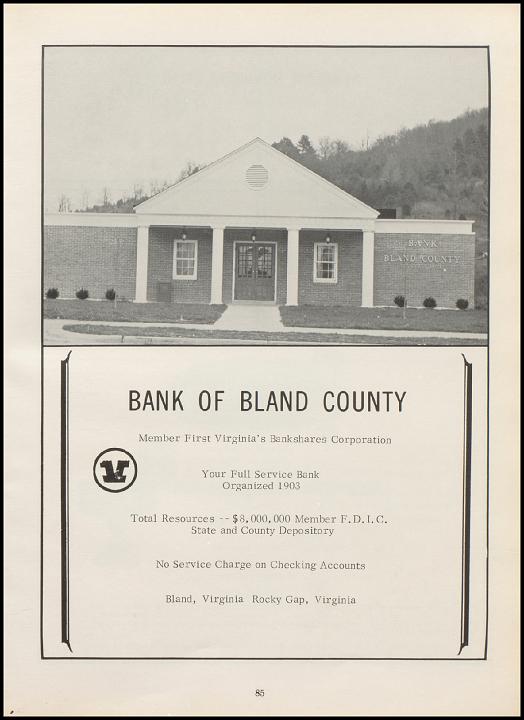 BANK
BLAND COUNTY
BANK OF BLAND COUNTY
Member First Virginia's Bankshares Corporation
Your Full Service Bank
Organized 1903
Total Resources -- $8,000,000 Member F.D.I.C.
State and County Depository
No Service Charge on Checking Accounts
Bland, Virginia Rocky Gap, Virginia
85